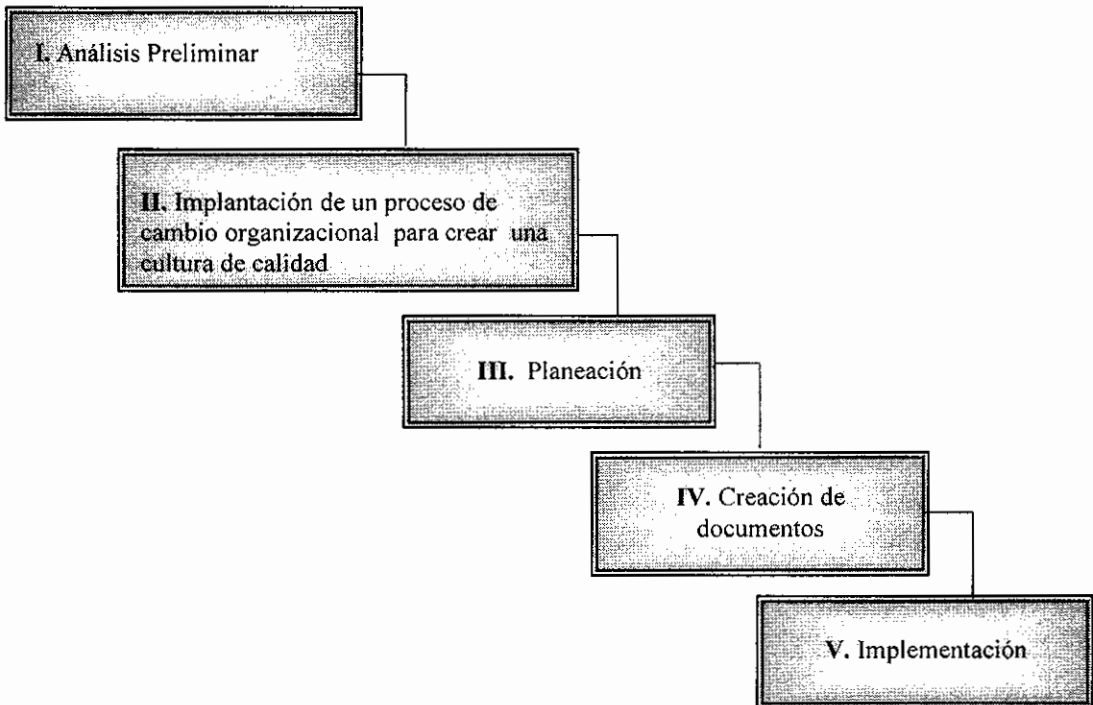 I. Análisis Preliminar
II. Implantación de un proceso de
cambio organizacional para crear una
cultura de calidad
III. Planeación
IV. Creación de
documentos
V. Implementación